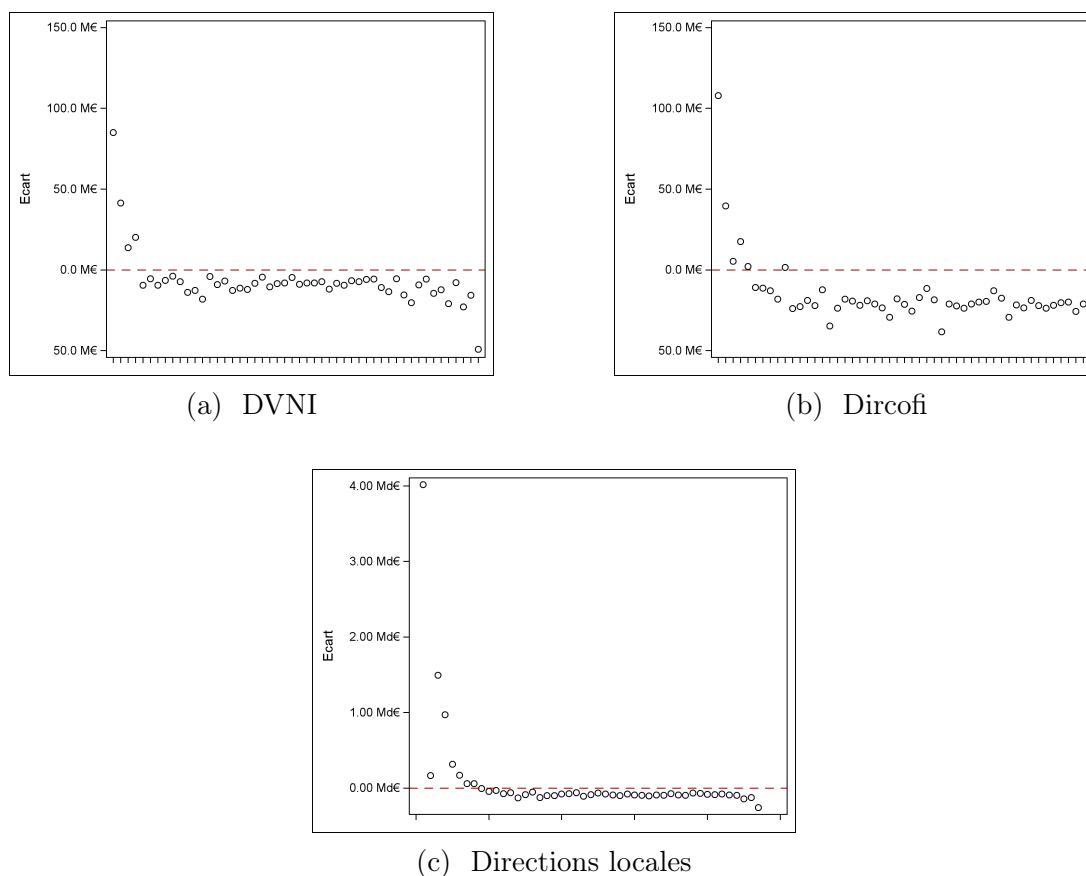 150.0 M€
100.0 M€
50.0 M€
0.0 M€
50.0 M€
Ecart
(a) DVNI
150.0 M€
100.0 M€
50.0 M€
0.0 M€
50.0 M€
Ecart
(b) Dircofi
4.00 Md€
3.00 Md€
2.00 Md€
1.00 Md€
0.00 Md€
Ecart
(c) Directions locales